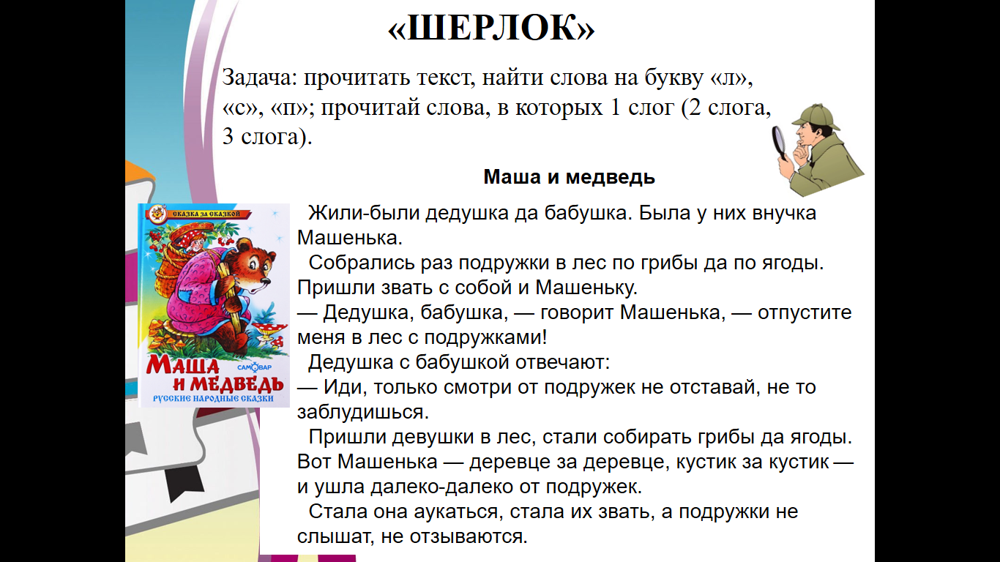 «ШЕРЛОК»
Задача: прочитать текст, найти слова на букву «л»,
«с», «п»; прочитай слова, в которых 1 слог (2 слога,
3 слога).
Маша и медведь
СКАЗКА ЗА СКАЗКОЙ
МАША
САМОВАР
И МЕДВЕДЬ
РУССКИЕ НАРОДНЫЕ СКАЗКИ
Жили-были дедушка да бабушка. Была у них внучка
Машенька.
Собрались раз подружки в лес по грибы да по ягоды.
Пришли звать с собой и Машеньку.
— Дедушка, бабушка, — говорит Машенька, — отпустите
меня в лес с подружками!
Дедушка с бабушкой отвечают:
— Иди, только смотри от подружек не отставай, не то
заблудишься.
Пришли девушки в лес, стали собирать грибы да ягоды.
Вот Машенька — деревце за деревце, кустик за кустик —
и ушла далеко-далеко от подружек.
Стала она аукаться, стала их звать, а подружки не
слышат, не отзываются.